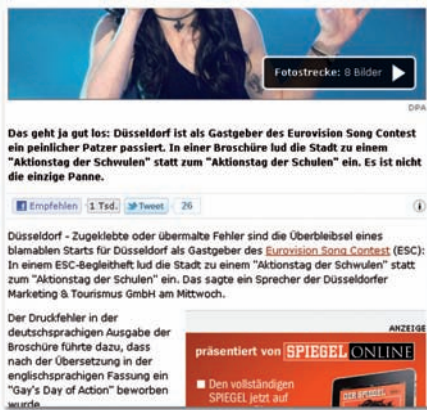 Fotostrecke: 8 Bilder
DPA
Das geht ja gut los: Düsseldorf ist als Gastgeber des Eurovision Song Contest
ein peinlicher Patzer passiert. In einer Broschüre lud die Stadt zu einem
"Aktionstag der Schwulen" statt zum "Aktionstag der Schulen" ein. Es ist nicht
die einzige Panne.
Empfehlen 1 Tsd. Tweet 26
Düsseldorf - Zugeklebte oder übermalte Fehler sind die Überbleibsel eines
blamablen Starts für Düsseldorf als Gastgeber des Eurovision Song Contest (ESC):
In einem ESC-Begleitheft lud die Stadt zu einem "Aktionstag der Schwulen" statt
zum "Aktionstag der Schulen" ein. Das sagte ein Sprecher der Düsseldorfer
Marketing & Tourismus GmbH am Mittwoch.
Der Druckfehler in der
deutschsprachigen Ausgabe der
Broschüre führte dazu, dass
nach der Übersetzung in der
englischsprachigen Fassung ein
"Gay's Day of Action" beworben
wurde
ANZEIGE
präsentiert von SPIEGEL ONLINE
Den vollständigen
SPIEGEL jetzt auf
DER SPIEGEL